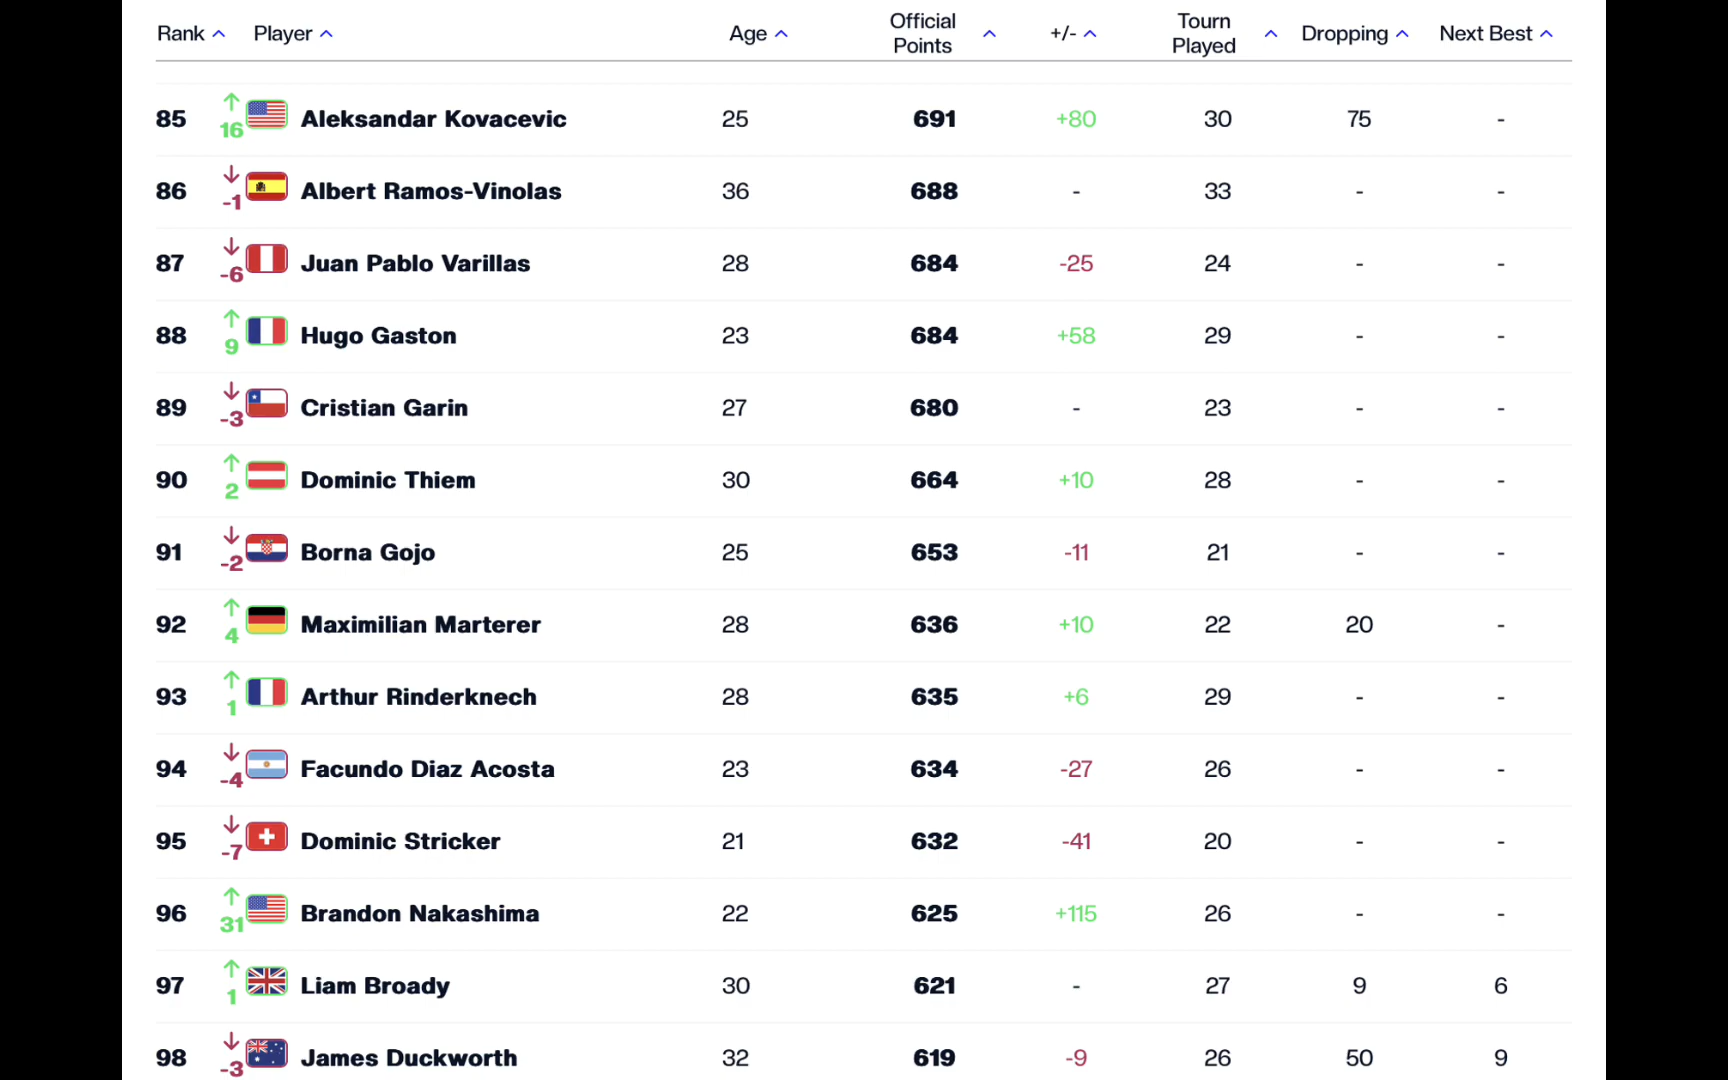 Rank Player Age Official Points +/- Tourn Played Dropping Next Best
85 16 Aleksandar Kovacevic 25 691 +80 30 75 -
86 -1 Albert Ramos-Vinolas 36 688 - 33 - -
87 -6 Juan Pablo Varillas 28 684 -25 24 - -
88 9 Hugo Gaston 23 684 +58 29 - -
89 -3 Cristian Garin 27 680 - 23 - -
90 2 Dominic Thiem 30 664 +10 28 - -
91 -2 Borna Gojo 25 653 -11 21 - -
92 4 Maximilian Marterer 28 636 +10 22 20 -
93 1 Arthur Rinderknech 28 635 +6 29 - -
94 -4 Facundo Diaz Acosta 23 634 -27 26 - -
95 -7 Dominic Stricker 21 632 -41 20 - -
96 31 Brandon Nakashima 22 625 +115 26 - -
97 1 Liam Broady 30 621 - 27 9 6
98 -3 James Duckworth 32 619 -9 26 50 9